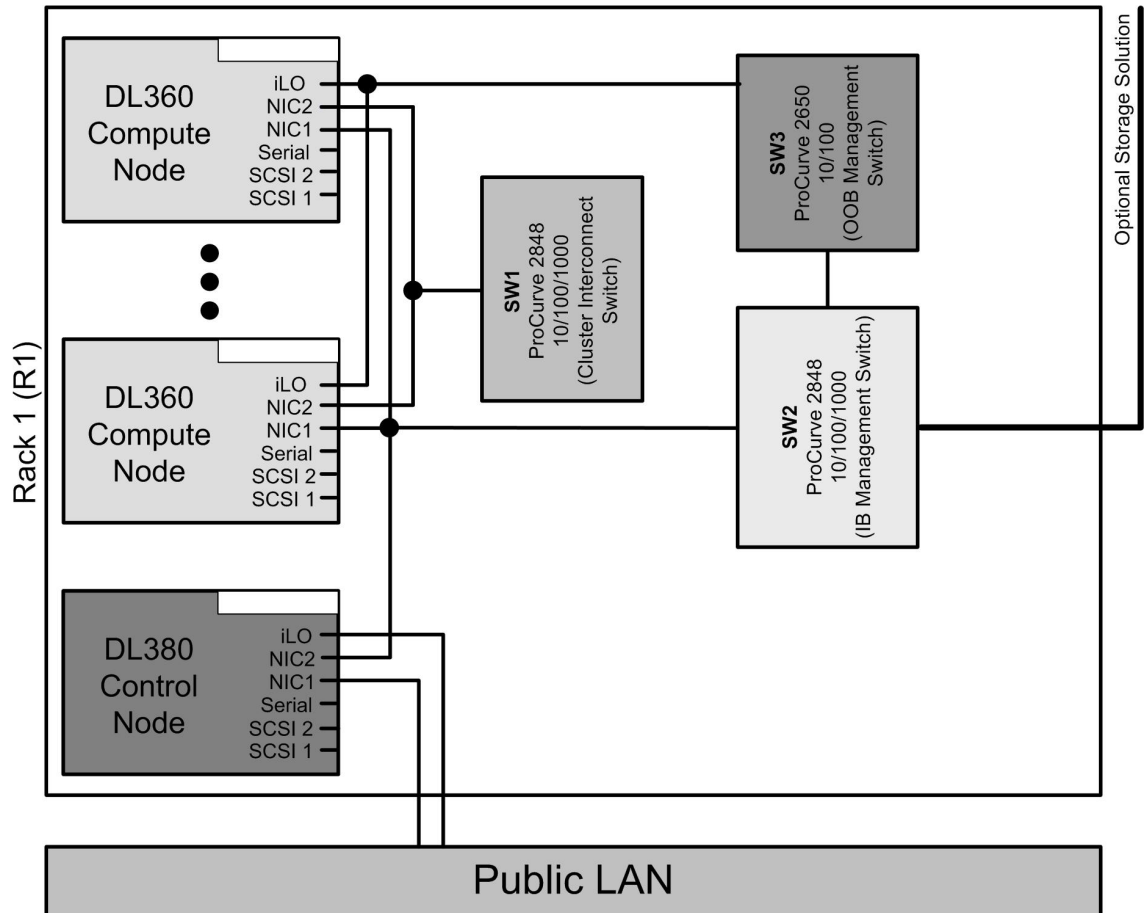 Rack 1 (R1)
DL360
Compute
Node
iLO
NIC2
NIC1
Serial
SCSI 2
SCSI 1
DL360
Compute
Node
iLO
NIC2
NIC1
Serial
SCSI 2
SCSI 1
DL380
Control
Node
iLO
NIC2
NIC1
Serial
SCSI 2
SCSI 1
SW1
ProCurve 2848
10/100/1000
(Cluster Interconnect
Switch)
SW3
ProCurve 2650
10/100
(OOB Management
Switch)
SW2
ProCurve 2848
10/100/1000
(IB Management Switch)
Optional Storage Solution
Public LAN